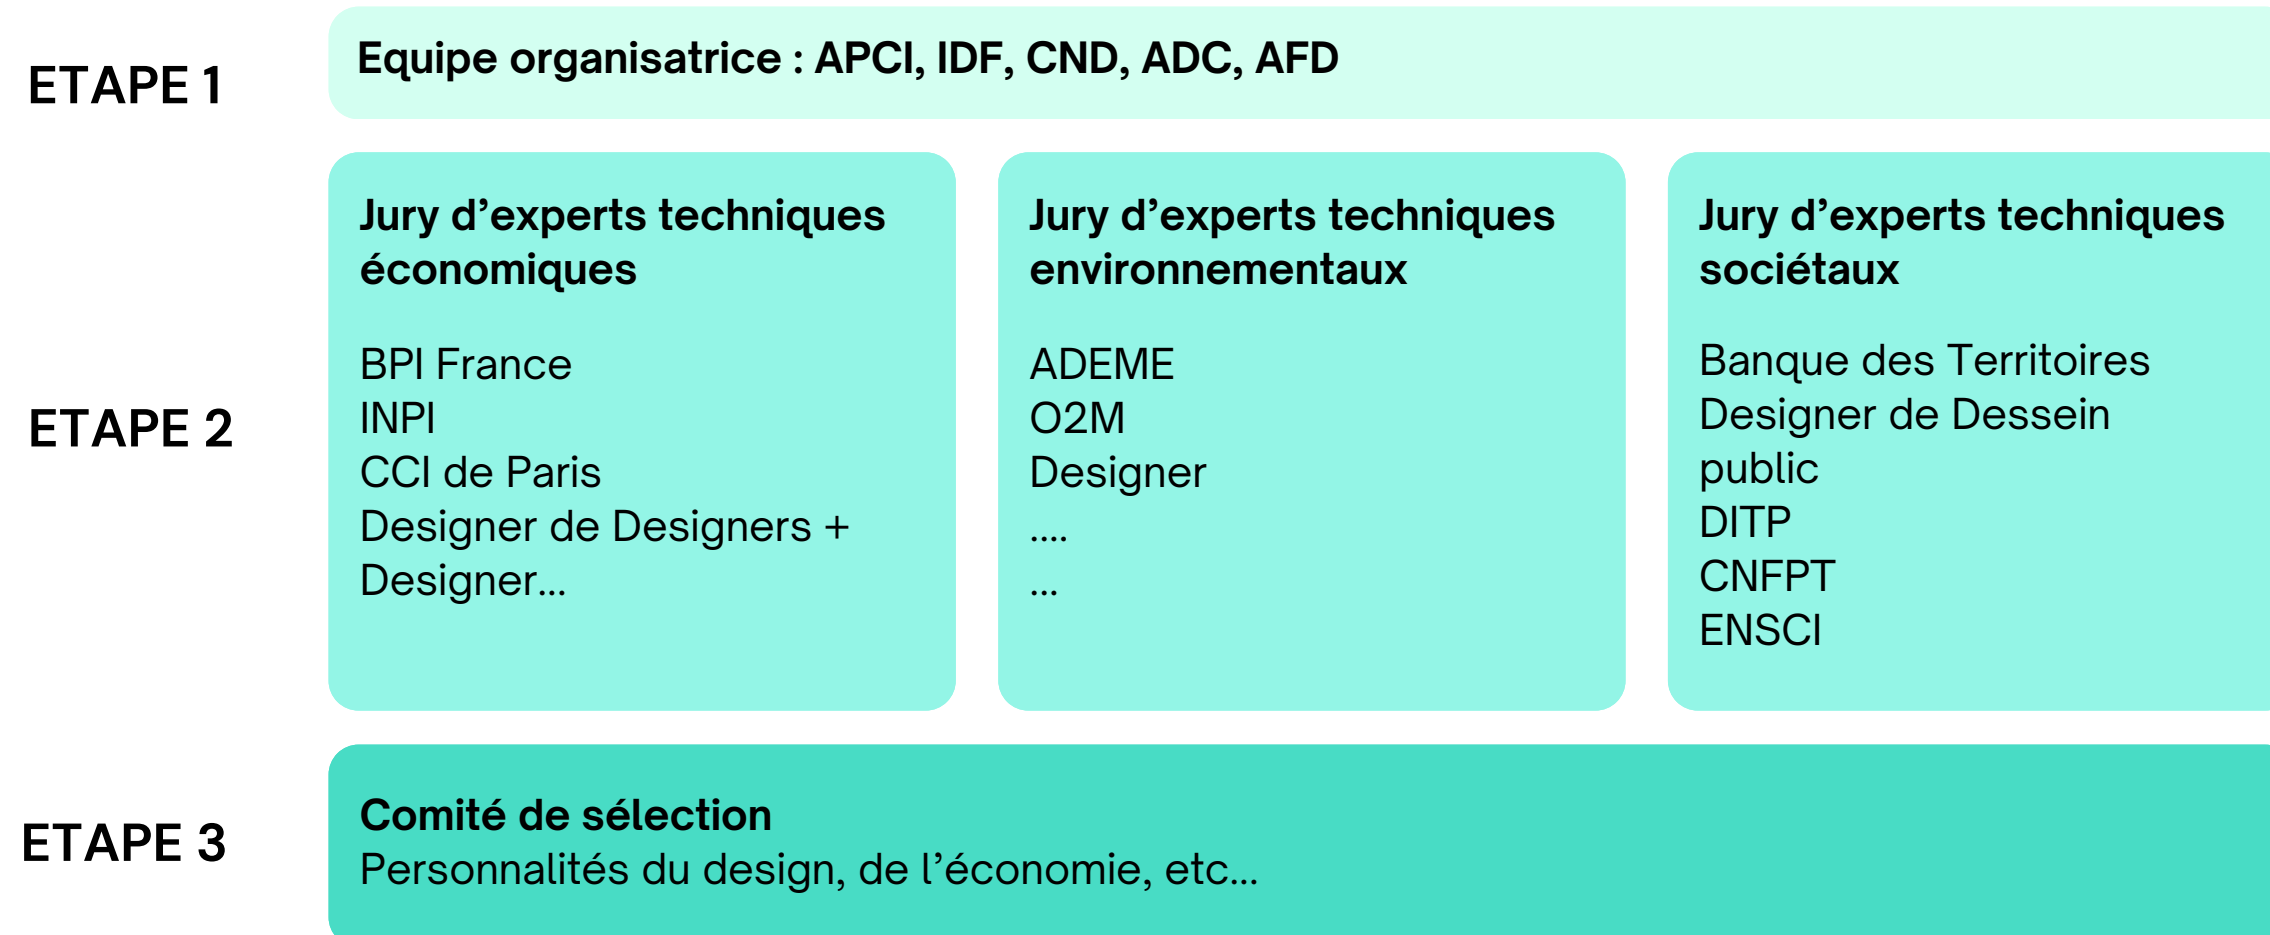 ETAPE 1
Equipe organisatrice : APCI, IDF, CND, ADC, AFD
ETAPE 2
Jury d’experts techniques
économiques
BPI France
INPI
CCI de Paris
Designer de Designers +
Designer...
Jury d’experts techniques
environnementaux
ADEME
O2M
Designer
....
...
Jury d’experts techniques
sociétaux
Banque des Territoires
Designer de Dessein
public
DITP
CNFPT
ENSCI
ETAPE 3
Comité de sélection
Personnalités du design, de l’économie, etc...